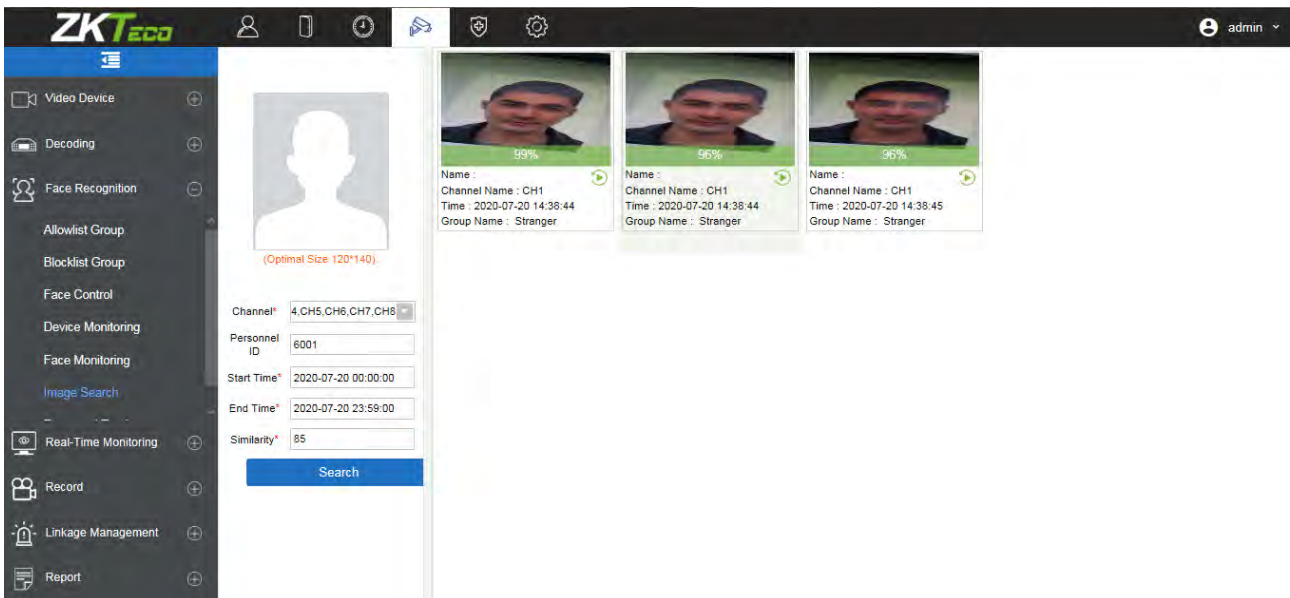 ZKTeco
admin
Video Device
Decoding
Face Recognition
Allowlist Group
Blocklist Group
Face Control
Device Monitoring
Face Monitoring
Image Search
Real-Time Monitoring
Record
Linkage Management
Report
(Optimal Size 120*140)
Channel* 4,CH5,CH6,CH7,CH8
Personnel
ID
6001
Start Time* 2020-07-20 00:00:00
End Time* 2020-07-20 23:59:00
Similarity* 85
Search
99%
Name :
Channel Name : CH1
Time : 2020-07-20 14:38:44
Group Name : Stranger
96%
Name :
Channel Name : CH1
Time : 2020-07-20 14:38:44
Group Name : Stranger
96%
Name :
Channel Name : CH1
Time : 2020-07-20 14:38:45
Group Name : Stranger